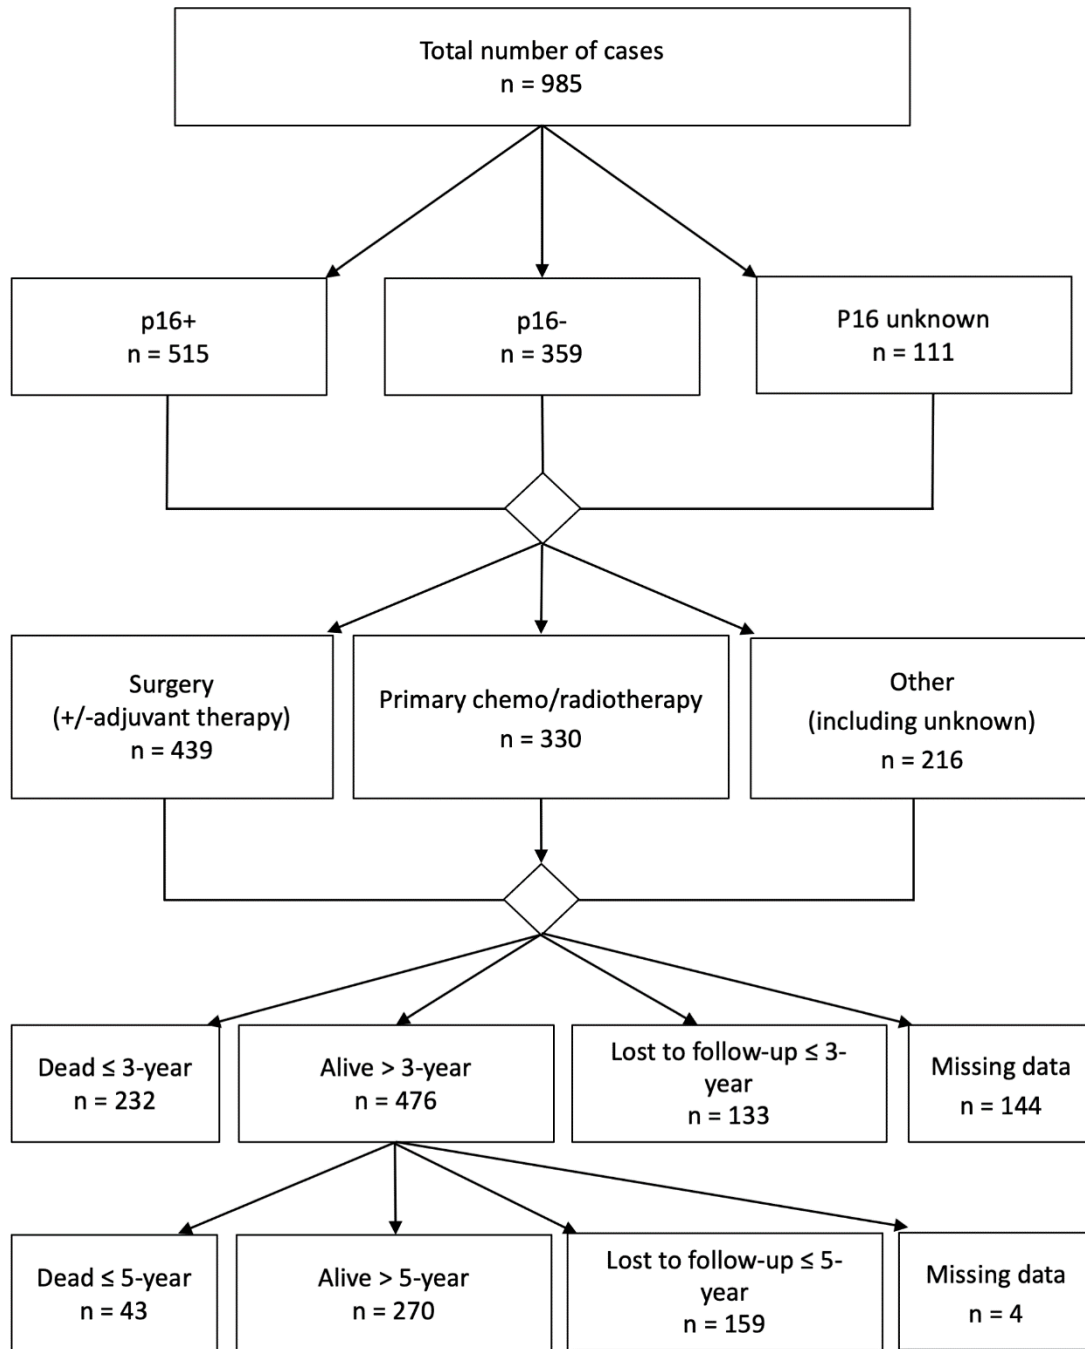 Total number of cases
n = 985
p16+
n = 515
p16-
n = 359
P16 unknown
n = 111
Surgery
(+/-adjuvant therapy)
n = 439
Primary chemo/radiotherapy
n = 330
Other
(including unknown)
n = 216
Dead ≤ 3-year
n = 232
Alive > 3-year
n = 476
Lost to follow-up ≤ 3-
year
n = 133
Missing data
n = 144
Dead ≤ 5-year
n = 43
Alive > 5-year
n = 270
Lost to follow-up ≤ 5-
year
n = 159
Missing data
n = 4